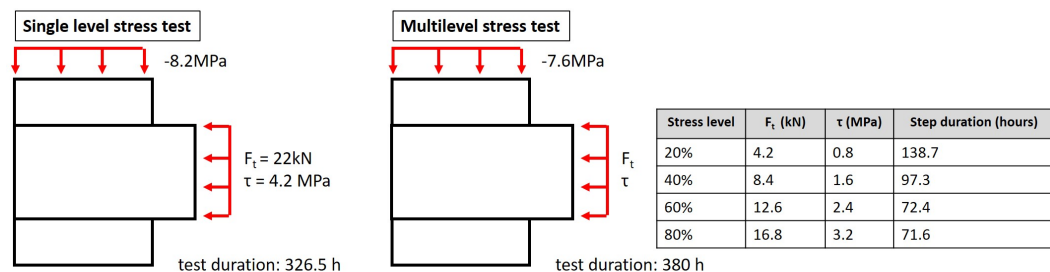 Single level stress test
-8.2MPa
Fₜ = 22kN
τ = 4.2 MPa
test duration: 326.5 h
Multilevel stress test
-7.6MPa
Fₜ
τ
test duration: 380 h
Stress level Fₜ (kN) τ (MPa) Step duration (hours)
20% 4.2 0.8 138.7
40% 8.4 1.6 97.3
60% 12.6 2.4 72.4
80% 16.8 3.2 71.6